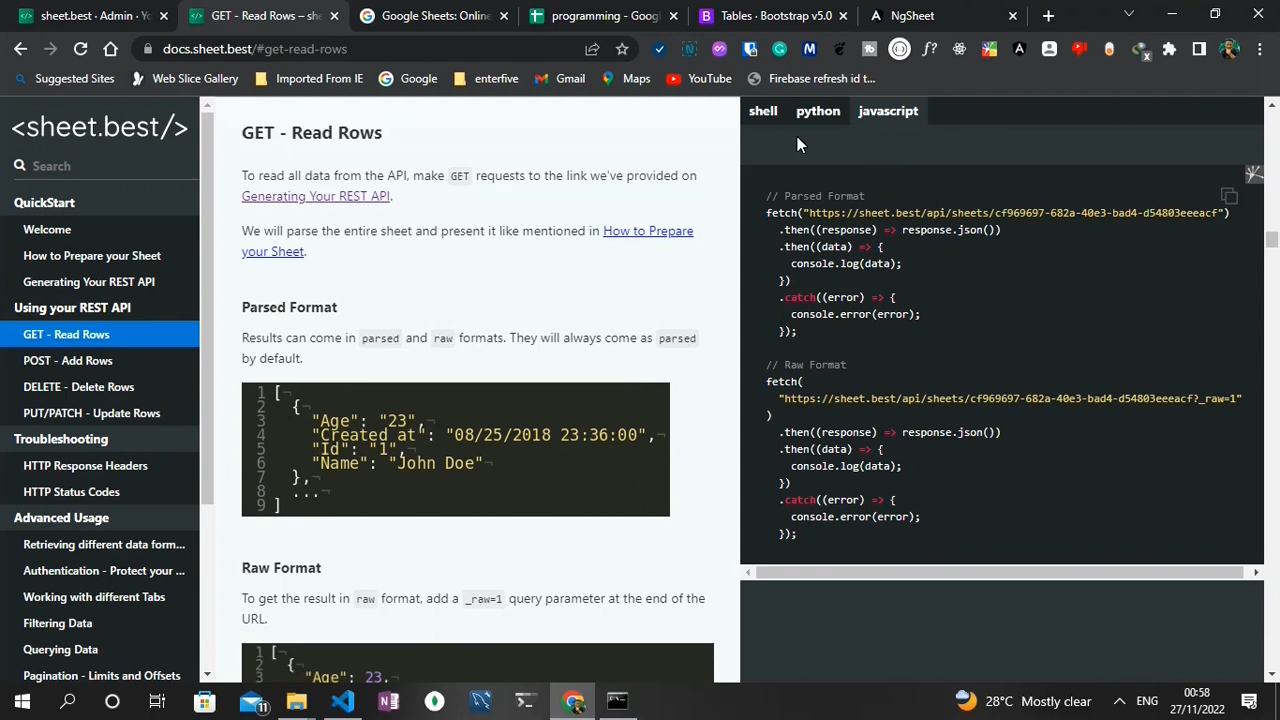 sheet.best - Admin · Y
GET - Read Rows – she
Google Sheets: Online
programming - Googl
Tables · Bootstrap v5.0
NgSheet
docs.sheet.best/#get-read-rows
Suggested Sites
Web Slice Gallery
Imported From IE
Google
enterfive
Gmail
Maps
YouTube
Firebase refresh id t...
<sheet.best/>
Search
QuickStart
Welcome
How to Prepare your Sheet
Generating Your REST API
Using your REST API
GET - Read Rows
POST - Add Rows
DELETE - Delete Rows
PUT/PATCH - Update Rows
Troubleshooting
HTTP Response Headers
HTTP Status Codes
Advanced Usage
Retrieving different data form...
Authentication - Protect your ...
Working with different Tabs
Filtering Data
Querying Data
Pagination - Limits and Offsets
GET - Read Rows
To read all data from the API, make GET requests to the link we've provided on
Generating Your REST API.
We will parse the entire sheet and present it like mentioned in How to Prepare
your Sheet.
Parsed Format
Results can come in parsed and raw formats. They will always come as parsed
by default.
1 [¬
2 {¬
3 "Age": "23",¬
4 "Created at": "08/25/2018 23:36:00",¬
5 "Id": "1",¬
6 "Name": "John Doe"¬
7 },¬
8 ...¬
9 ]
Raw Format
To get the result in raw format, add a _raw=1 query parameter at the end of the
URL.
1 [¬
2 {¬
3 "Age": 23,
shell python javascript
// Parsed Format
fetch("https://sheet.best/api/sheets/cf969697-682a-40e3-bad4-d54803eeeacf")
.then((response) => response.json())
.then((data) => {
console.log(data);
})
.catch((error) => {
console.error(error);
});
// Raw Format
fetch(
"https://sheet.best/api/sheets/cf969697-682a-40e3-bad4-d54803eeeacf?_raw=1"
)
.then((response) => response.json())
.then((data) => {
console.log(data);
})
.catch((error) => {
console.error(error);
});
11
28°C Mostly clear
ENG
00:58
27/11/2022